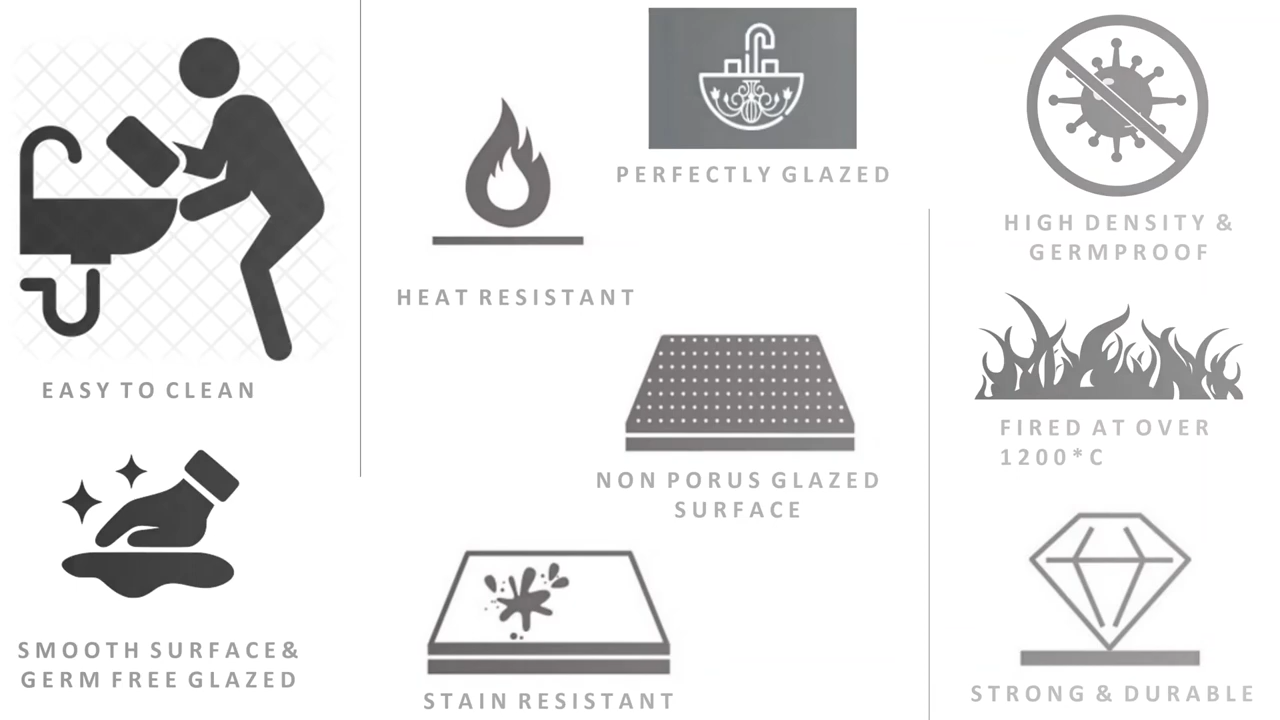 EASY TO CLEAN
SMOOTH SURFACE&
GERM FREE GLAZED
PERFECTLY GLAZED
HEAT RESISTANT
NON PORUS GLAZED
SURFACE
STAIN RESISTANT
HIGH DENSITY &
GERMPROOF
FIRED AT OVER
1200*C
STRONG & DURABLE